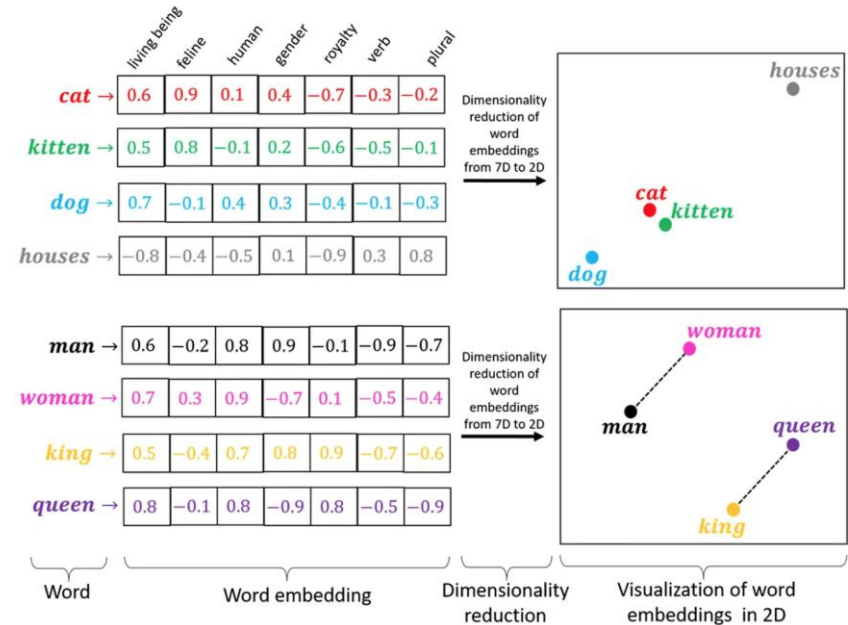 living being feline human gender royalty verb plural
cat → 0.6 0.9 0.1 0.4 −0.7 −0.3 −0.2
kitten → 0.5 0.8 −0.1 0.2 −0.6 −0.5 −0.1
dog → 0.7 −0.1 0.4 0.3 −0.4 −0.1 −0.3
houses → −0.8 −0.4 −0.5 0.1 −0.9 0.3 0.8
Dimensionality
reduction of
word
embeddings
from 7D to 2D
houses
cat
kitten
dog
man → 0.6 −0.2 0.8 0.9 −0.1 −0.9 −0.7
woman → 0.7 0.3 0.9 −0.7 0.1 −0.5 −0.4
king → 0.5 −0.4 0.7 0.8 0.9 −0.7 −0.6
queen → 0.8 −0.1 0.8 −0.9 0.8 −0.5 −0.9
Dimensionality
reduction of
word
embeddings
from 7D to 2D
woman
man
queen
king
Word
Word embedding
Dimensionality
reduction
Visualization of word
embeddings in 2D